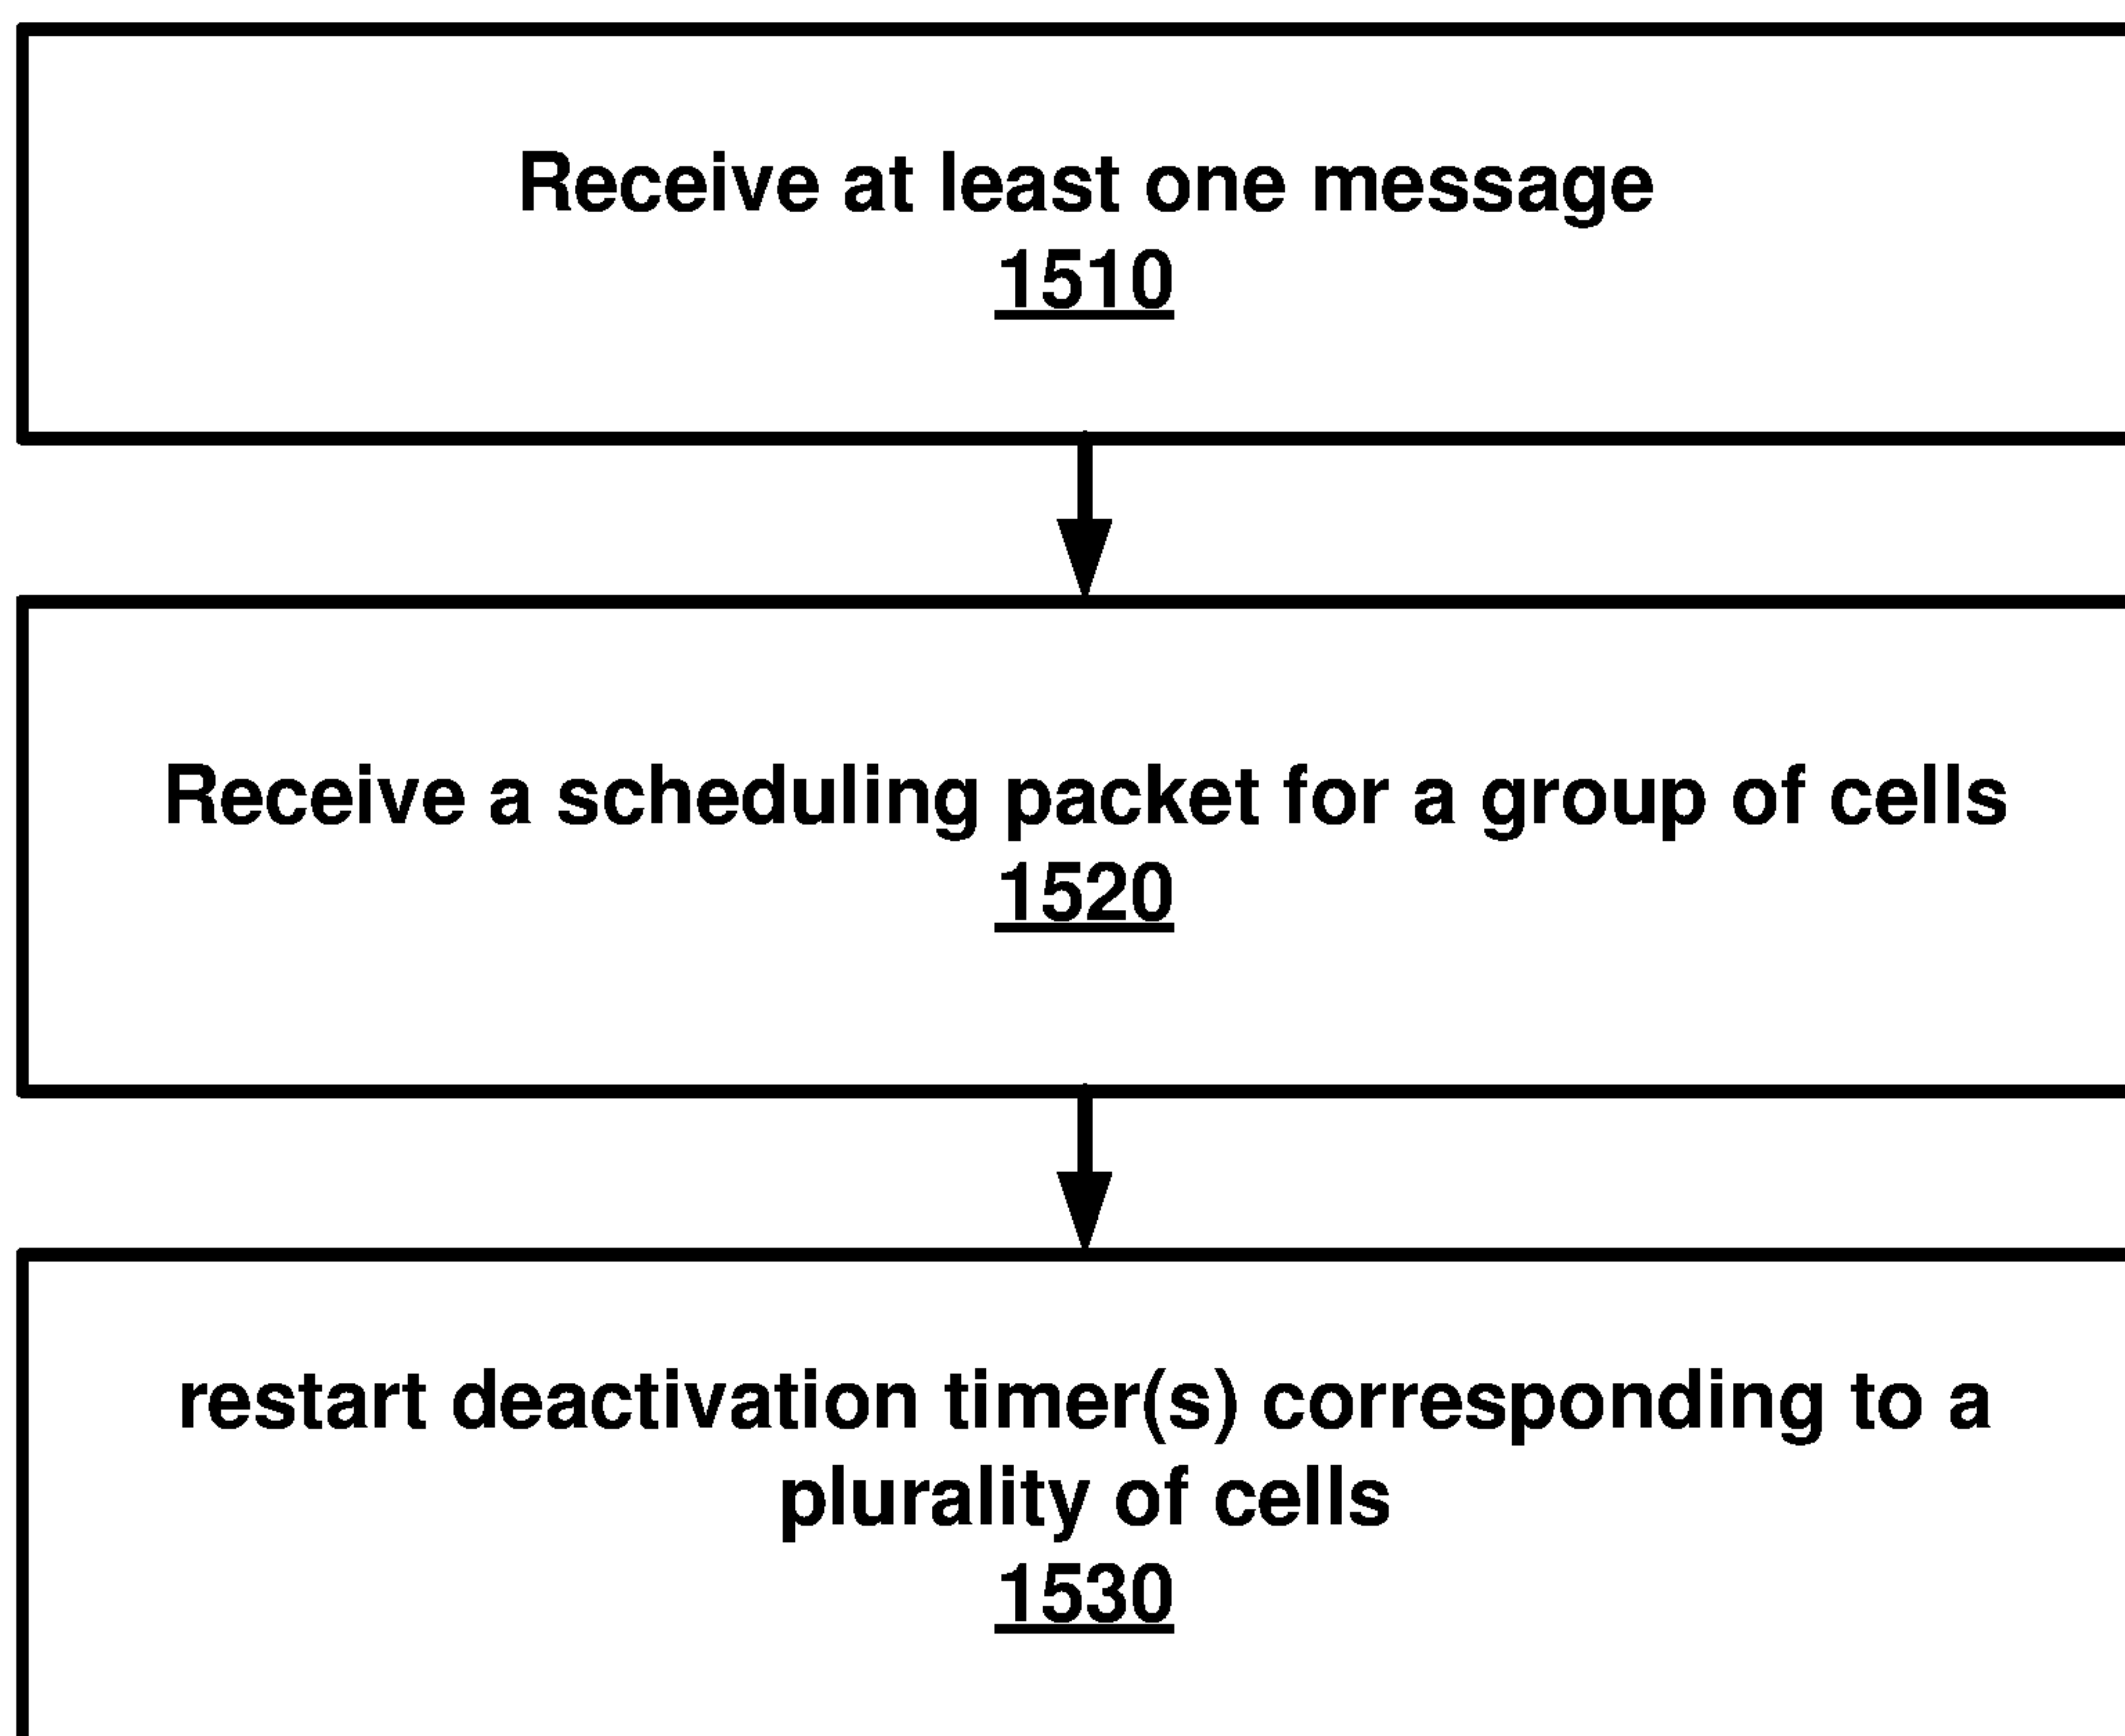 Receive at least one message
1510
Receive a scheduling packet for a group of cells
1520
restart deactivation timer(s) corresponding to a
plurality of cells
1530